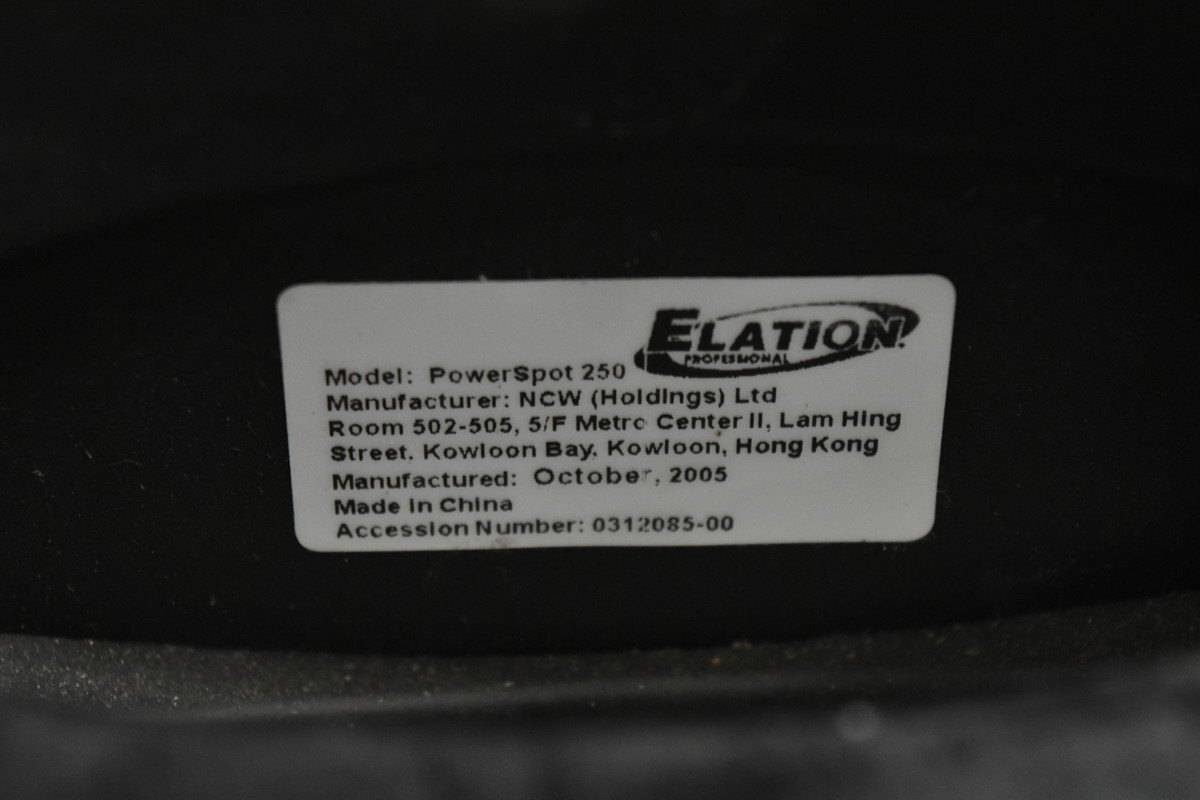 ELATION
PROFESSIONAL
Model: PowerSpot 250
Manufacturer: NCW (Holdings) Ltd
Room 502-505, 5/F Metro Center II, Lam Hing
Street. Kowloon Bay. Kowloon, Hong Kong
Manufactured: October, 2005
Made in China
Accession Number: 0312085-00